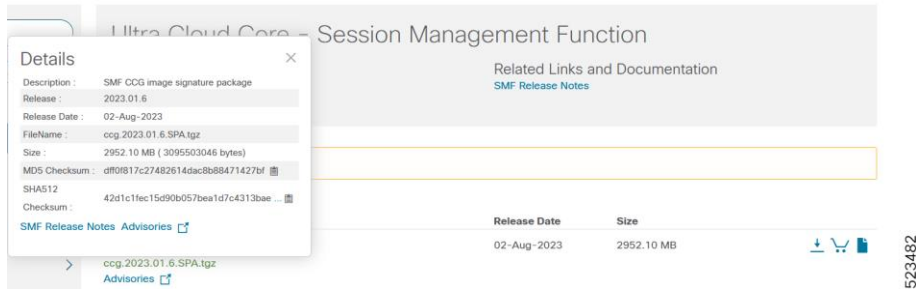 Ultra Cloud Core - Session Management Function
Details
Related Links and Documentation
SMF Release Notes
Description : SMF CCG image signature package
Release : 2023.01.6
Release Date : 02-Aug-2023
FileName : ccg.2023.01.6.SPA.tgz
Size : 2952.10 MB ( 3095503046 bytes)
MD5 Checksum : dff0f817c27482614dac8b88471427bf
SHA512
Checksum : 42d1c1fec15d90b057bea1d7c4313bae ...
SMF Release Notes Advisories
Release Date Size
02-Aug-2023 2952.10 MB
ccg.2023.01.6.SPA.tgz
Advisories
523482